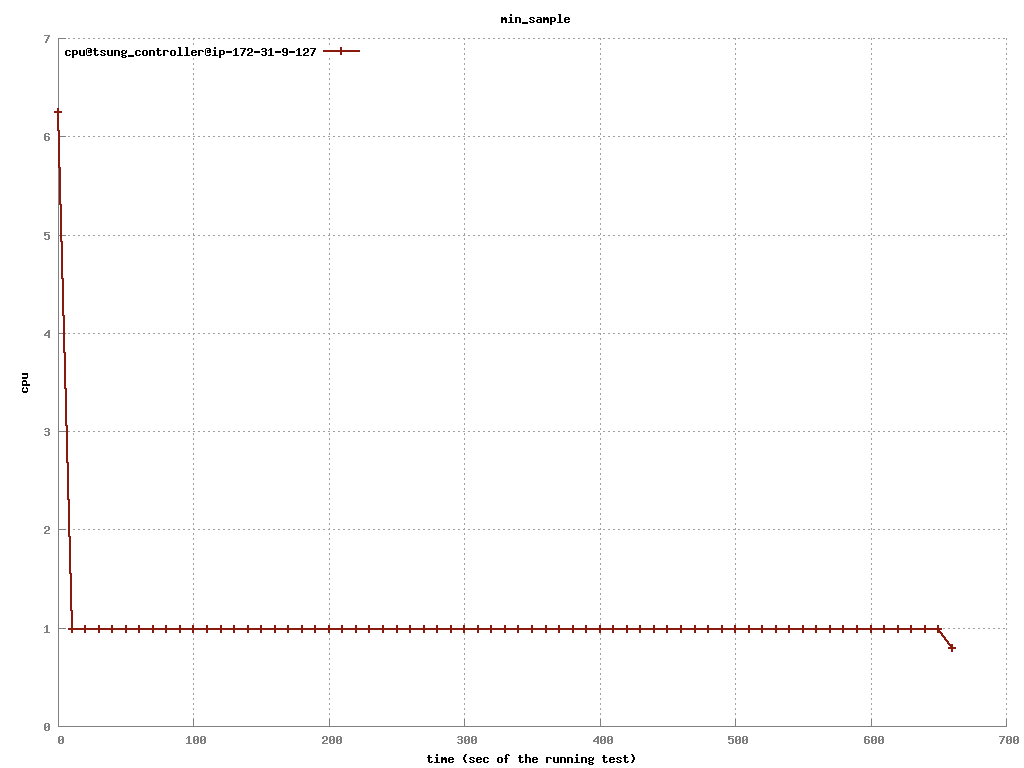 min_sample
7
cpu@tsung_controller@ip-172-31-9-127
6
5
4
cpu
3
2
1
0
0 100 200 300 400 500 600 700
time (sec of the running test)